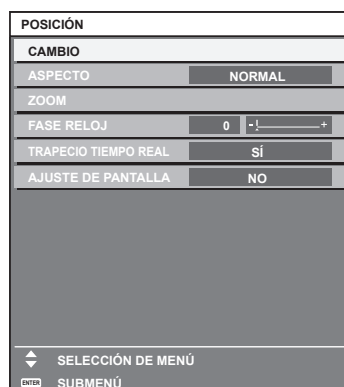 POSICIÓN
CAMBIO
ASPECTO NORMAL
ZOOM
FASE RELOJ 0 - +
TRAPECIO TIEMPO REAL SÍ
AJUSTE DE PANTALLA NO
SELECCIÓN DE MENÚ
ENTER SUBMENÚ